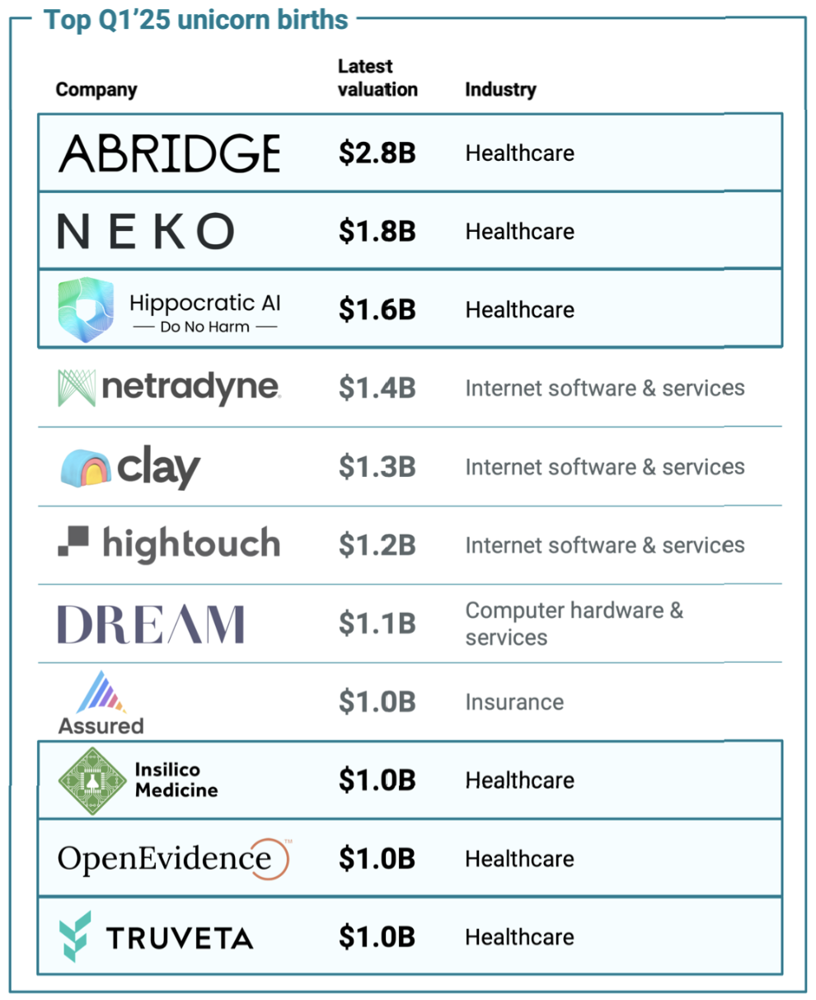 Top Q1’25 unicorn births
Company
Latest
valuation
Industry
ABRIDGE $2.8B Healthcare
NEKO $1.8B Healthcare
Hippocratic AI
Do No Harm
$1.6B Healthcare
netradyne $1.4B Internet software & services
clay $1.3B Internet software & services
hightouch $1.2B Internet software & services
DREAM $1.1B Computer hardware &
services
Assured $1.0B Insurance
Insilico
Medicine
$1.0B Healthcare
OpenEvidence™ $1.0B Healthcare
TRUVETA $1.0B Healthcare